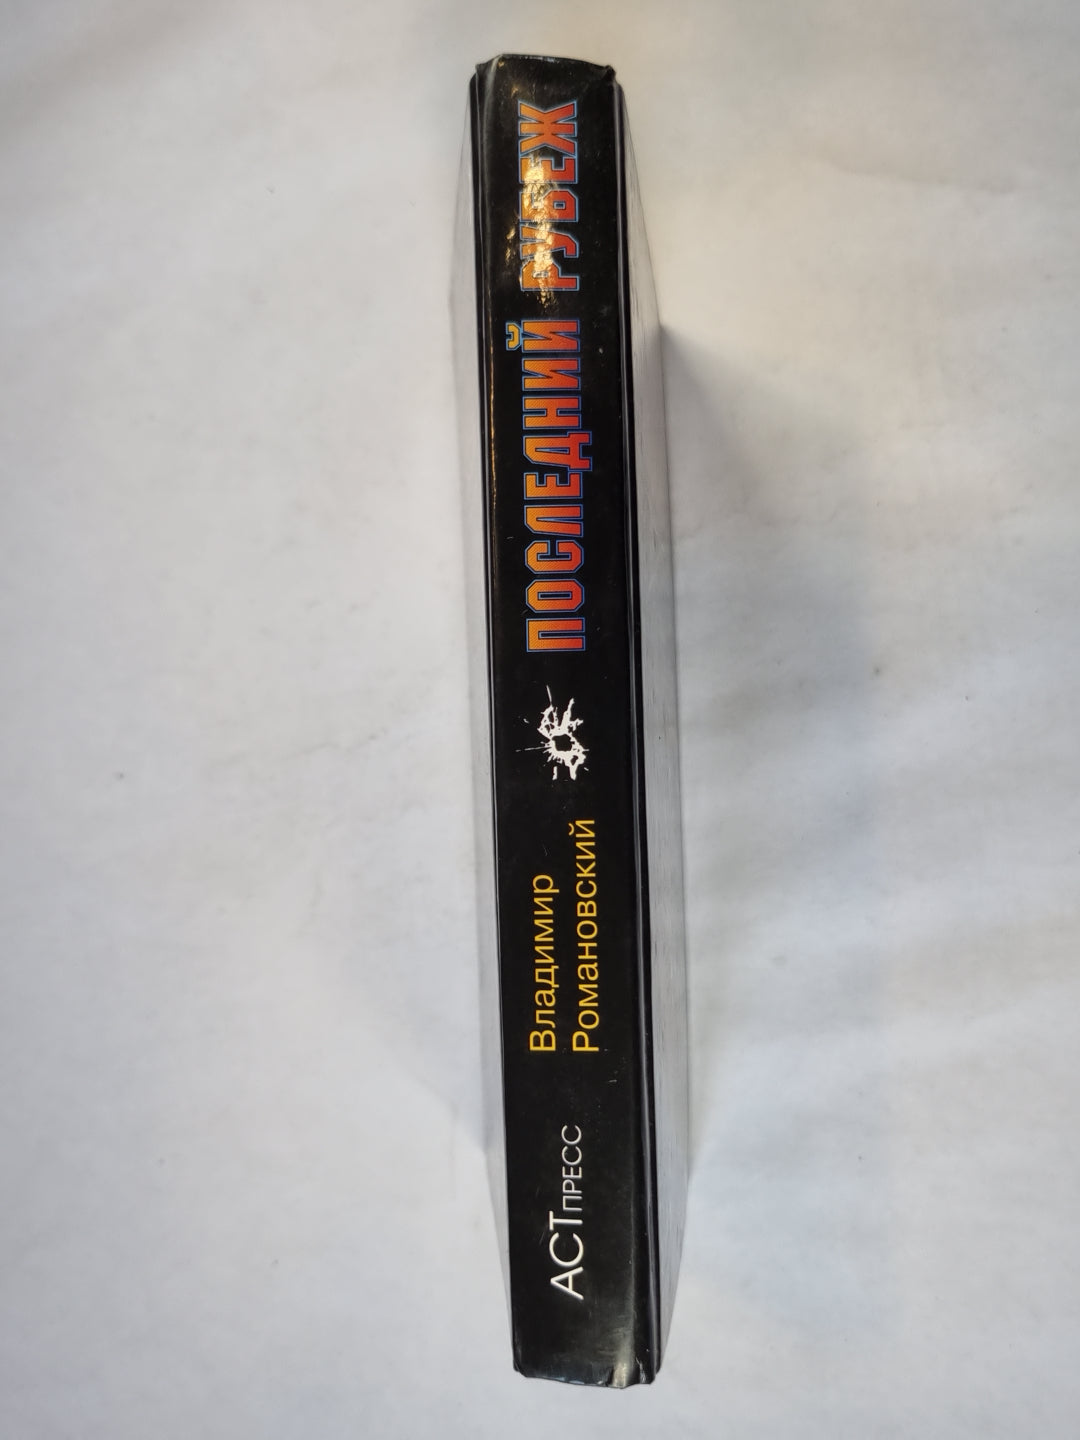 АСТПРЕСС
Владимир
Романовский
ПОСЛЕДНИЙ РУБЕЖ